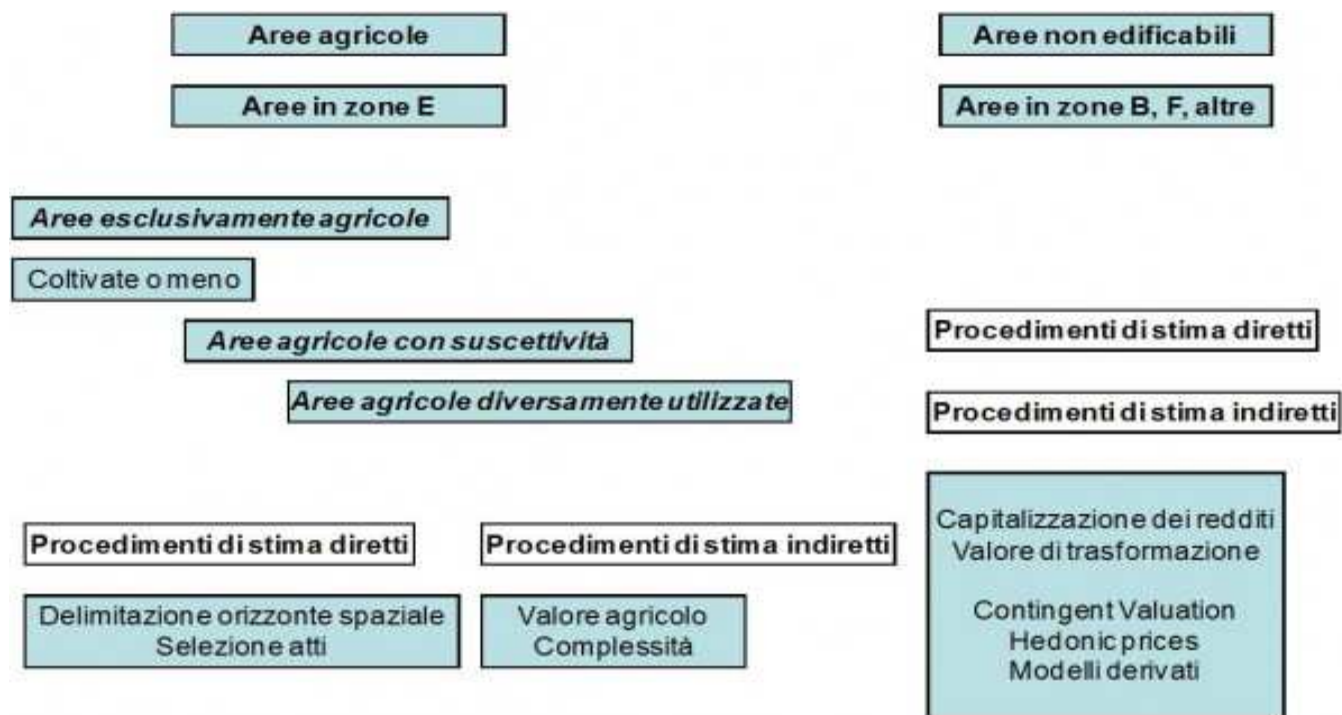 Aree agricole
Aree non edificabili
Aree in zone E
Aree in zone B, F, altre
Aree esclusivamente agricole
Coltivate o meno
Aree agricole con suscettività
Aree agricole diversamente utilizzate
Procedimenti di stima diretti
Procedimenti di stima indiretti
Procedimenti di stima diretti
Delimitazione orizzonte spaziale
Selezione atti
Procedimenti di stima indiretti
Valore agricolo
Complessità
Capitalizzazione dei redditi
Valore di trasformazione
Contingent Valuation
Hedonic prices
Modelli derivati